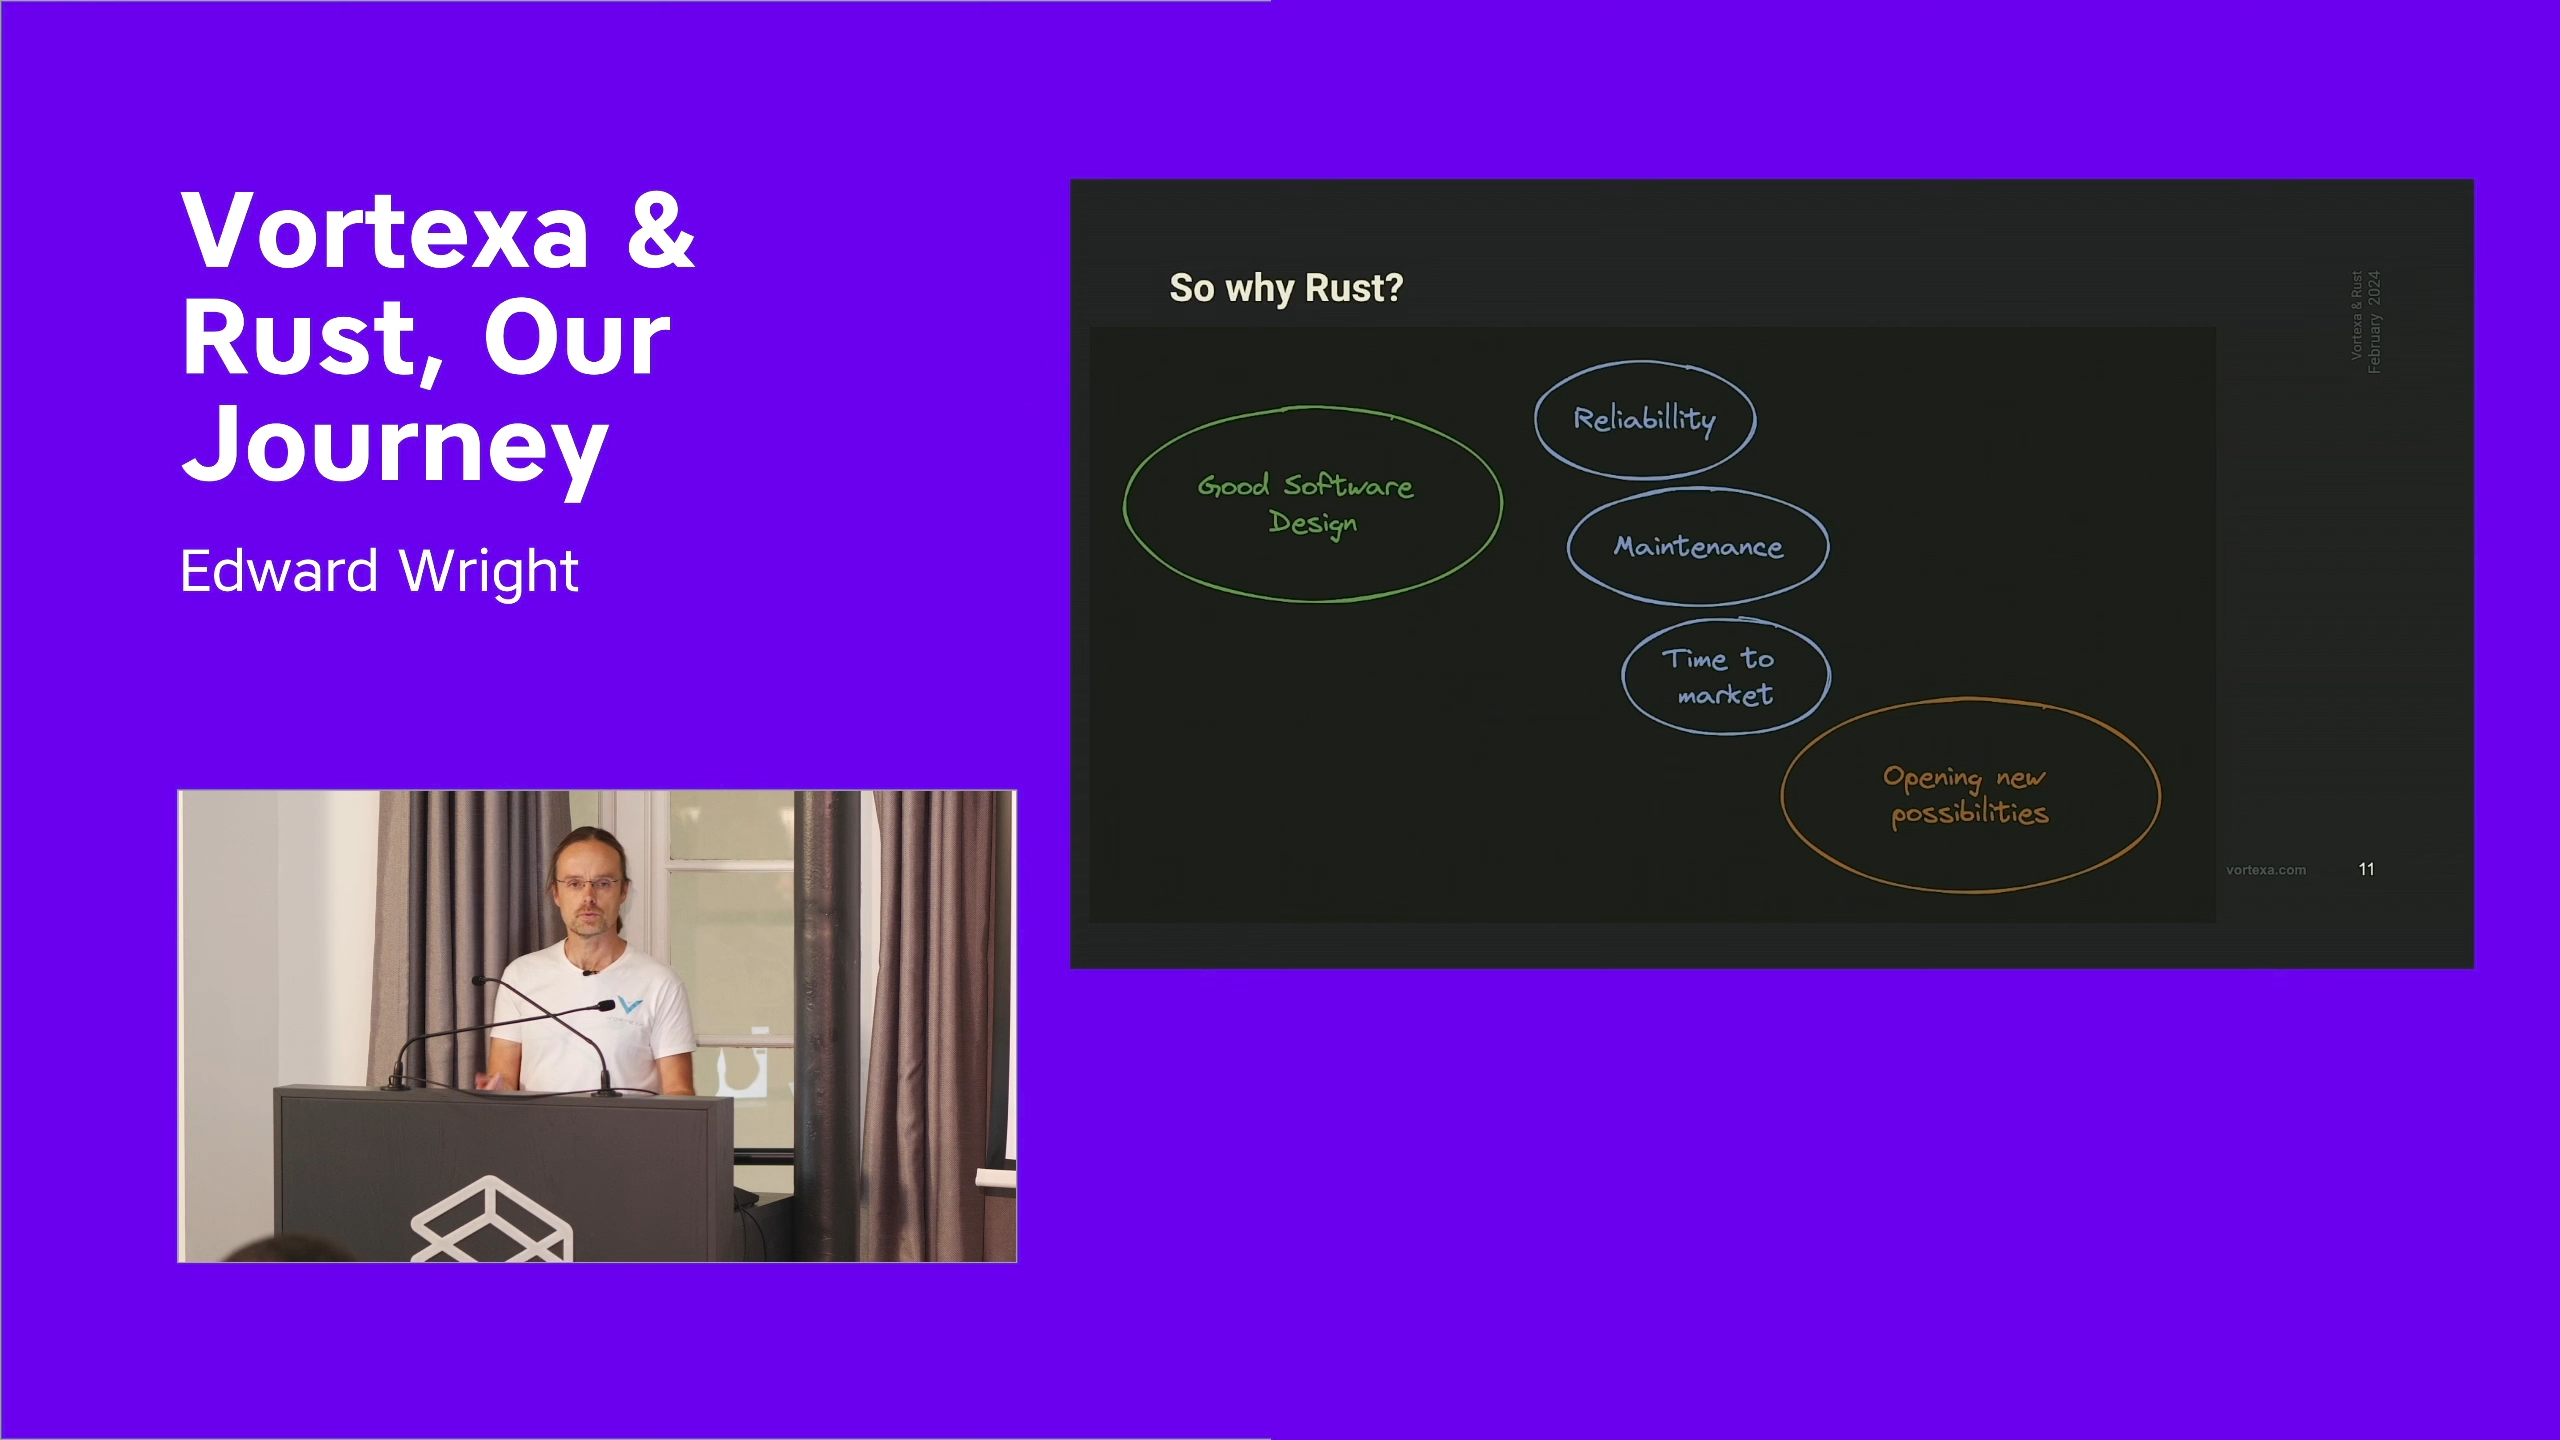 Vortexa &
Rust, Our
Journey
Edward Wright
So why Rust?
Vortexa & Rust
February 2024
Good Software
Design
Reliabillity
Maintenance
Time to
market
Opening new
possibilities
vortexa.com
11